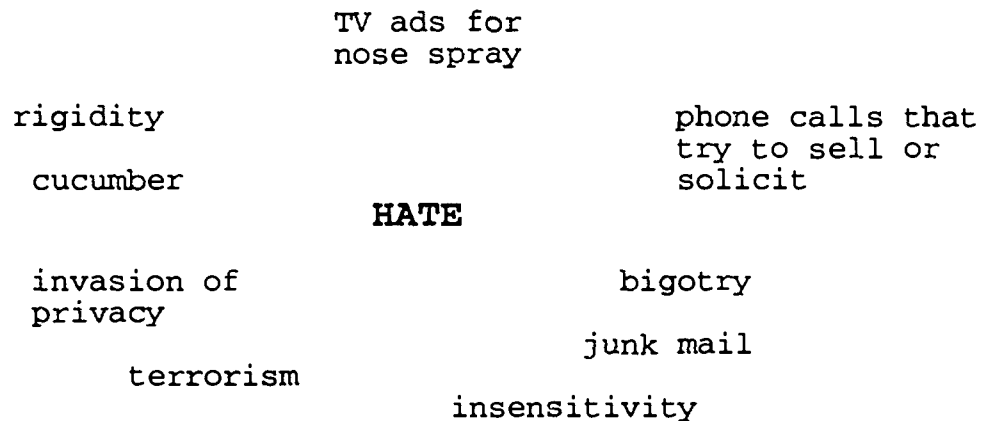 TV ads for
nose spray
rigidity
phone calls that
try to sell or
solicit
cucumber
HATE
invasion of
privacy
bigotry
junk mail
terrorism
insensitivity